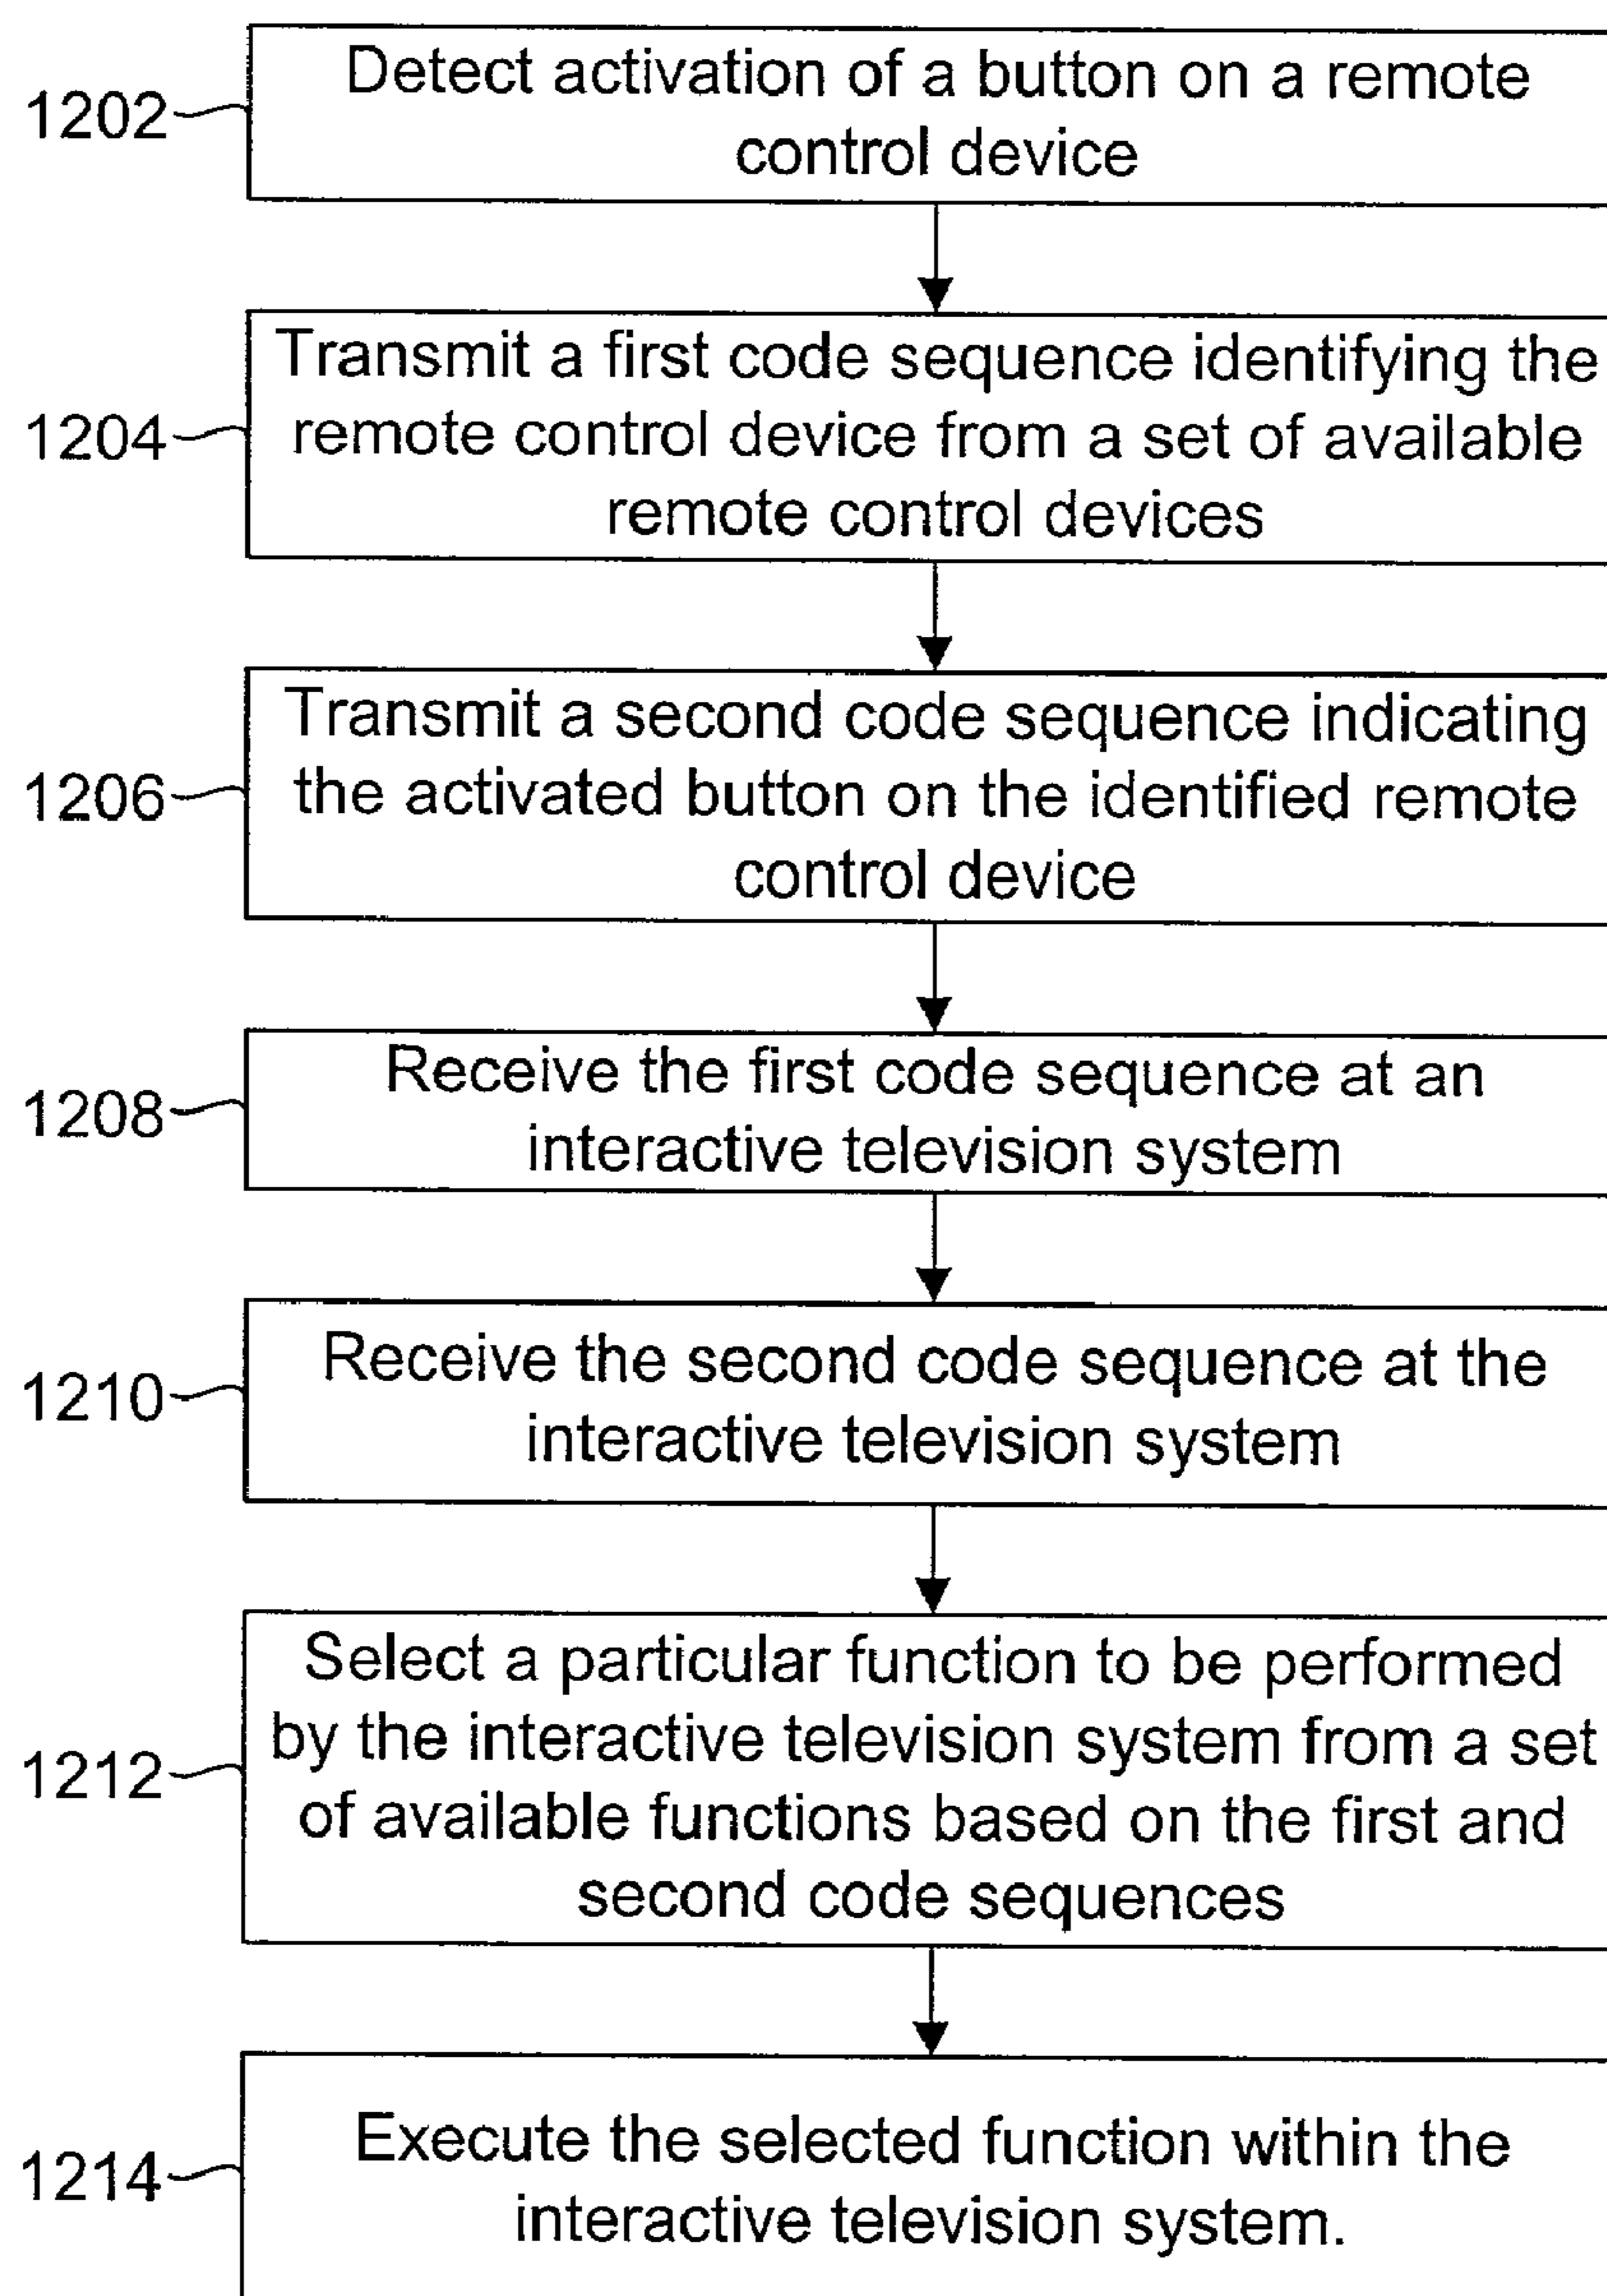 Detect activation of a button on a remote
control device
1202
Transmit a first code sequence identifying the
remote control device from a set of available
remote control devices
1204
Transmit a second code sequence indicating
the activated button on the identified remote
control device
1206
Receive the first code sequence at an
interactive television system
1208
Receive the second code sequence at the
interactive television system
1210
Select a particular function to be performed
by the interactive television system from a set
of available functions based on the first and
second code sequences
1212
Execute the selected function within the
interactive television system.
1214